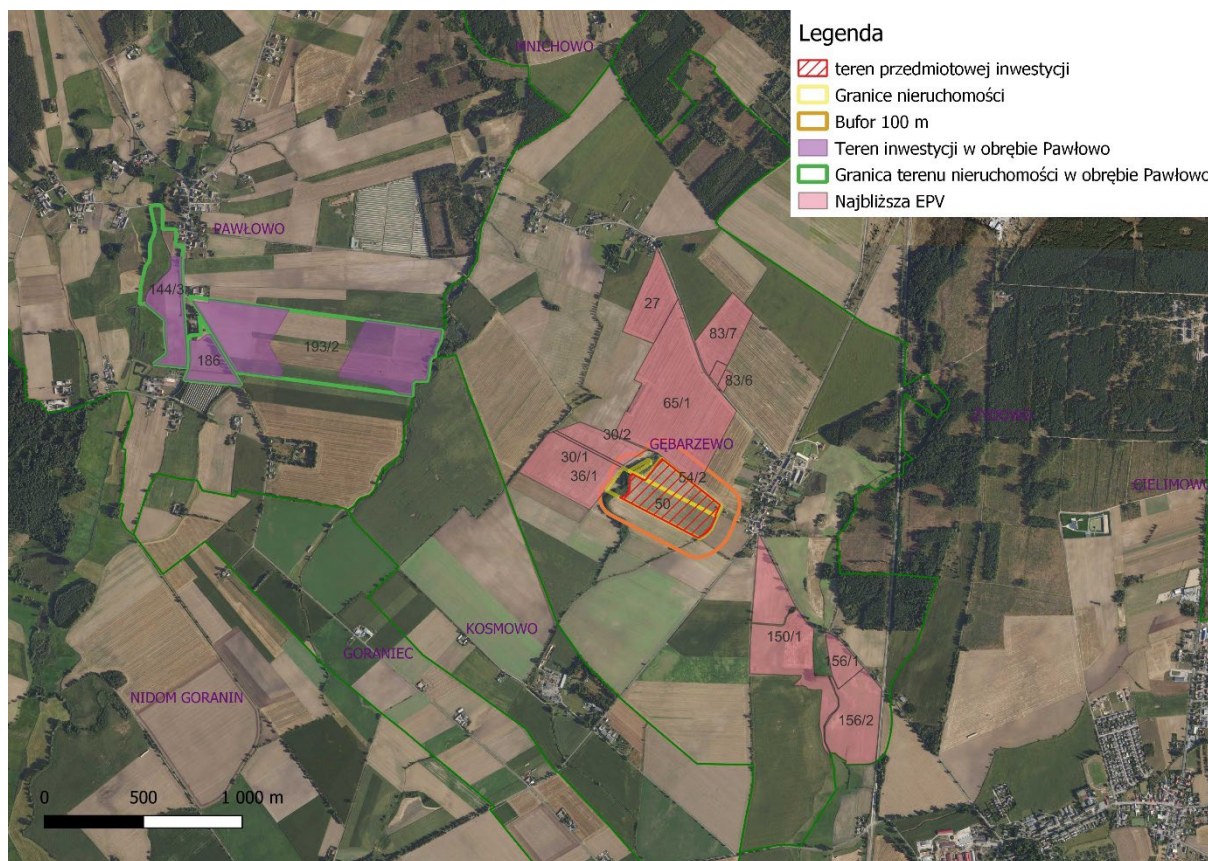 Legenda
teren przedmiotowej inwestycji
Granice nieruchomości
Bufor 100 m
Teren inwestycji w obrębie Pawłowo
Granica terenu nieruchomości w obrębie Pawłowo
Najbliższa EPV
MNICHOWO
PAWŁOWO
144/3
186
193/2
27
83/7
83/6
65/1
30/2
GĘBARZEWO
30/1
36/1
54/2
50
CIELIMOWO
KOSMOWO
GORANIEC
NIDOM GORANIN
150/1
156/1
156/2
0 500 1 000 m